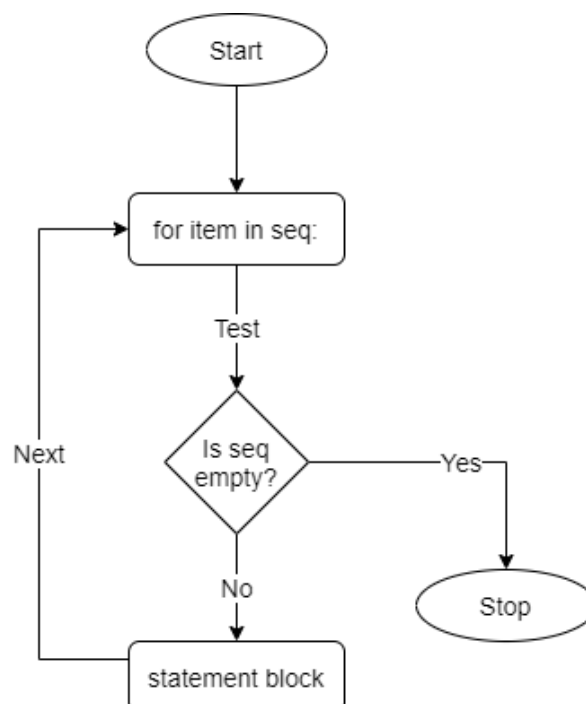 Start
for item in seq:
Test
Is seq
empty?
Next
Yes
No
Stop
statement block